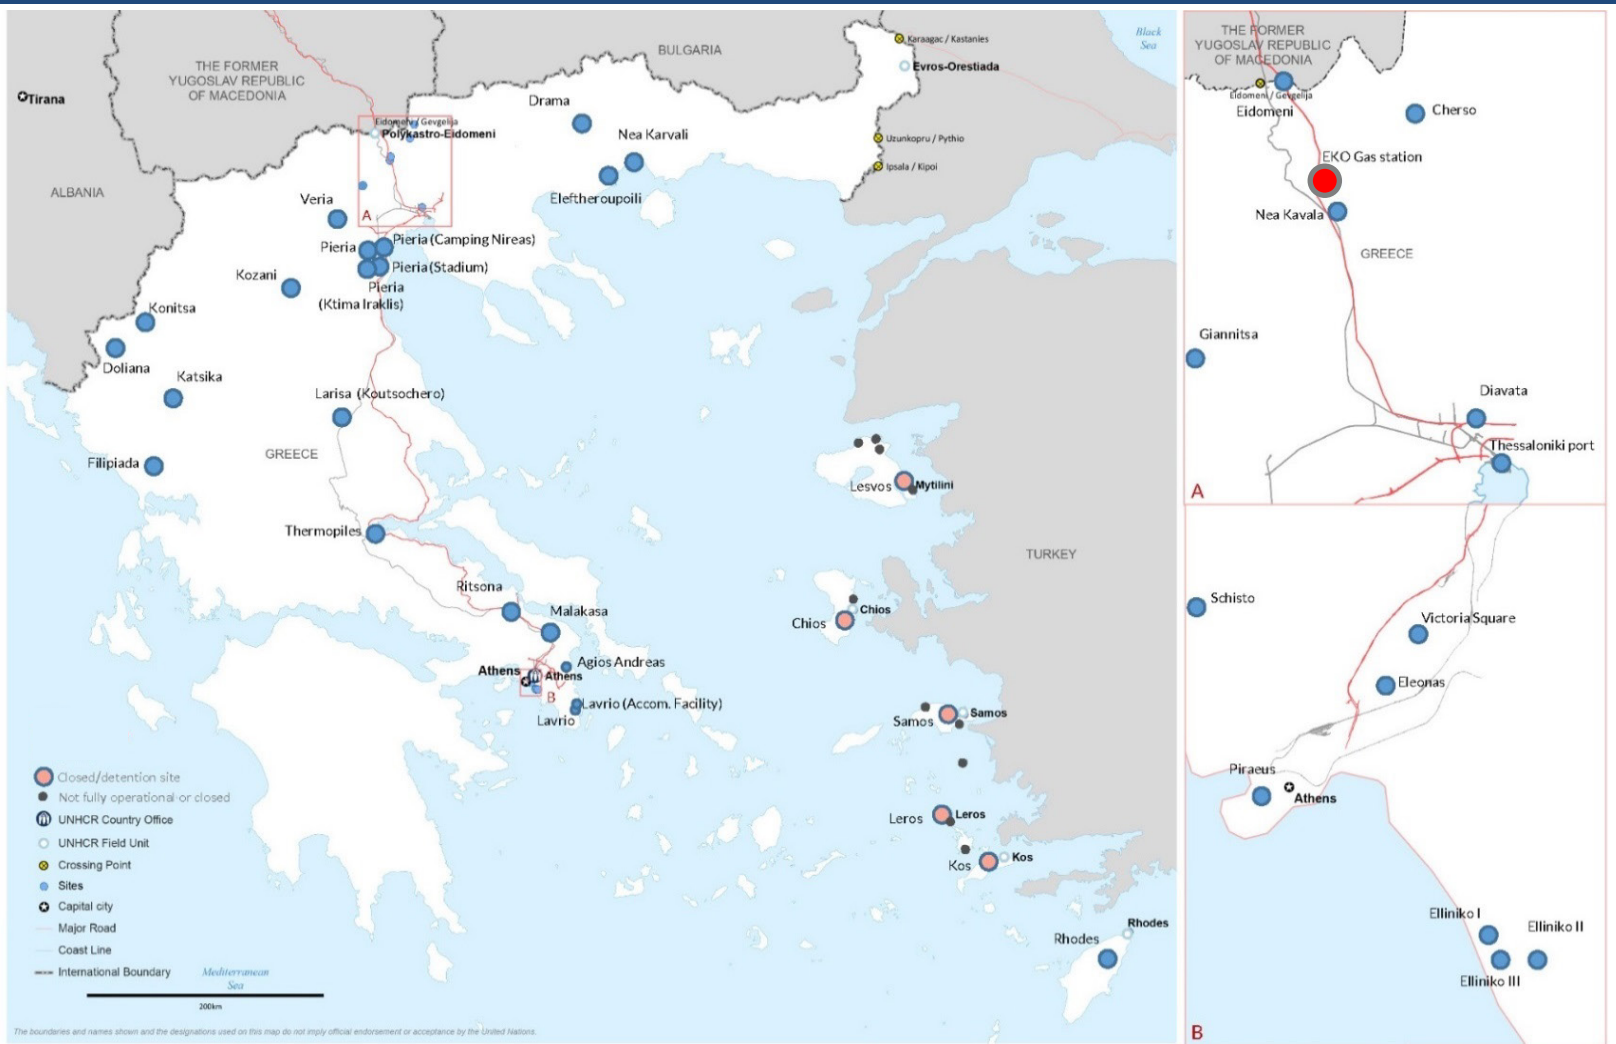 BULGARIA
Black
Sea
THE FORMER
YUGOSLAV REPUBLIC
OF MACEDONIA
Tirana
ALBANIA
Karaagac / Kastanies
Evros-Orestiada
Drama
Nea Karvali
Eidomeni / Gevgelija
Polykastro-Eidomeni
Uzunkopru / Pythio
Ipsala / Kipoi
Eleftheroupoili
Veria
A
Pieria
Pieria (Camping Nireas)
Pieria (Stadium)
Pieria
(Ktima Iraklis)
Kozani
Konitsa
Doliana
Katsika
Larisa (Koutsochero)
GREECE
Filipiada
Lesvos
Mytilini
Thermopiles
TURKEY
Ritsona
Malakasa
Chios
Chios
Agios Andreas
Athens
Athens
B
Lavrio (Accom. Facility)
Lavrio
Samos
Samos
Leros
Leros
Kos
Kos
Rhodes
Rhodes
Closed/detention site
Not fully operational or closed
UNHCR Country Office
UNHCR Field Unit
Crossing Point
Sites
Capital city
Major Road
Coast Line
International Boundary
Mediterranean
Sea
200km
The boundaries and names shown and the designations used on this map do not imply official endorsement or acceptance by the United Nations.
THE FORMER
YUGOSLAV REPUBLIC
OF MACEDONIA
Eidomeni / Gevgelija
Eidomeni
Cherso
EKO Gas station
Nea Kavala
GREECE
Giannitsa
Diavata
Thessaloniki port
A
Schisto
Victoria Square
Eleonas
Piraeus
Athens
Elliniko I
Elliniko II
Elliniko III
B